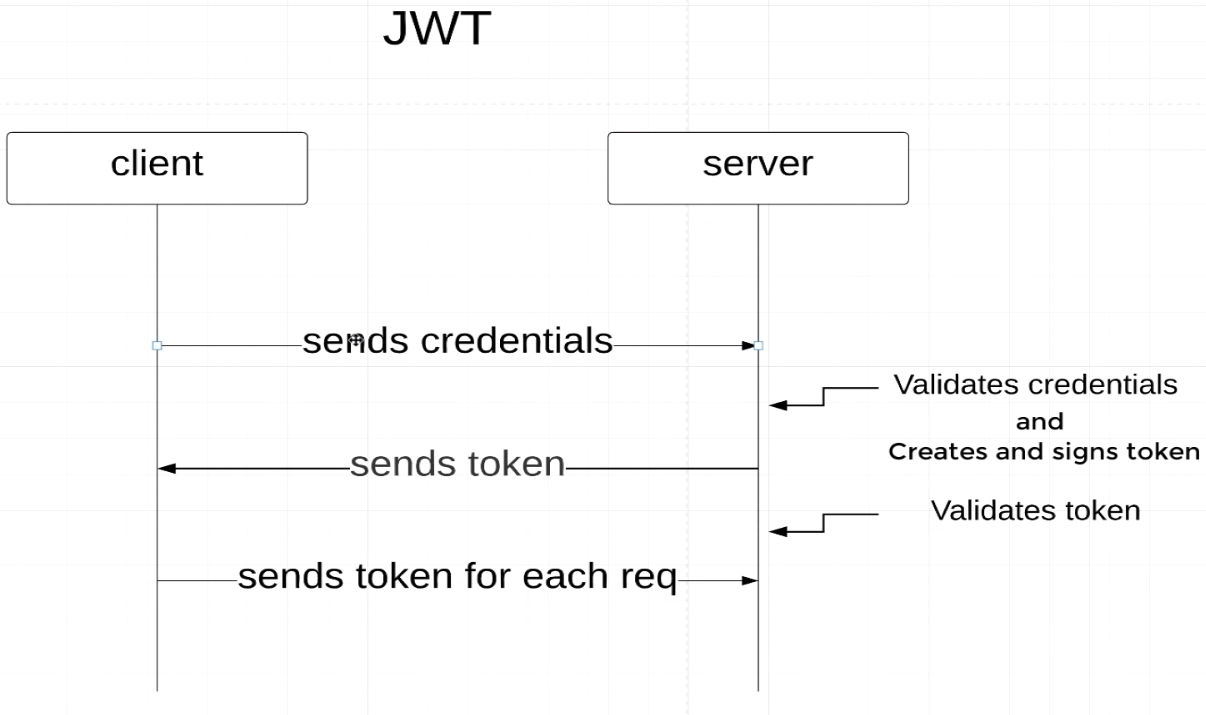 JWT
client
server
sends credentials
Validates credentials
and
Creates and signs token
sends token
Validates token
sends token for each req